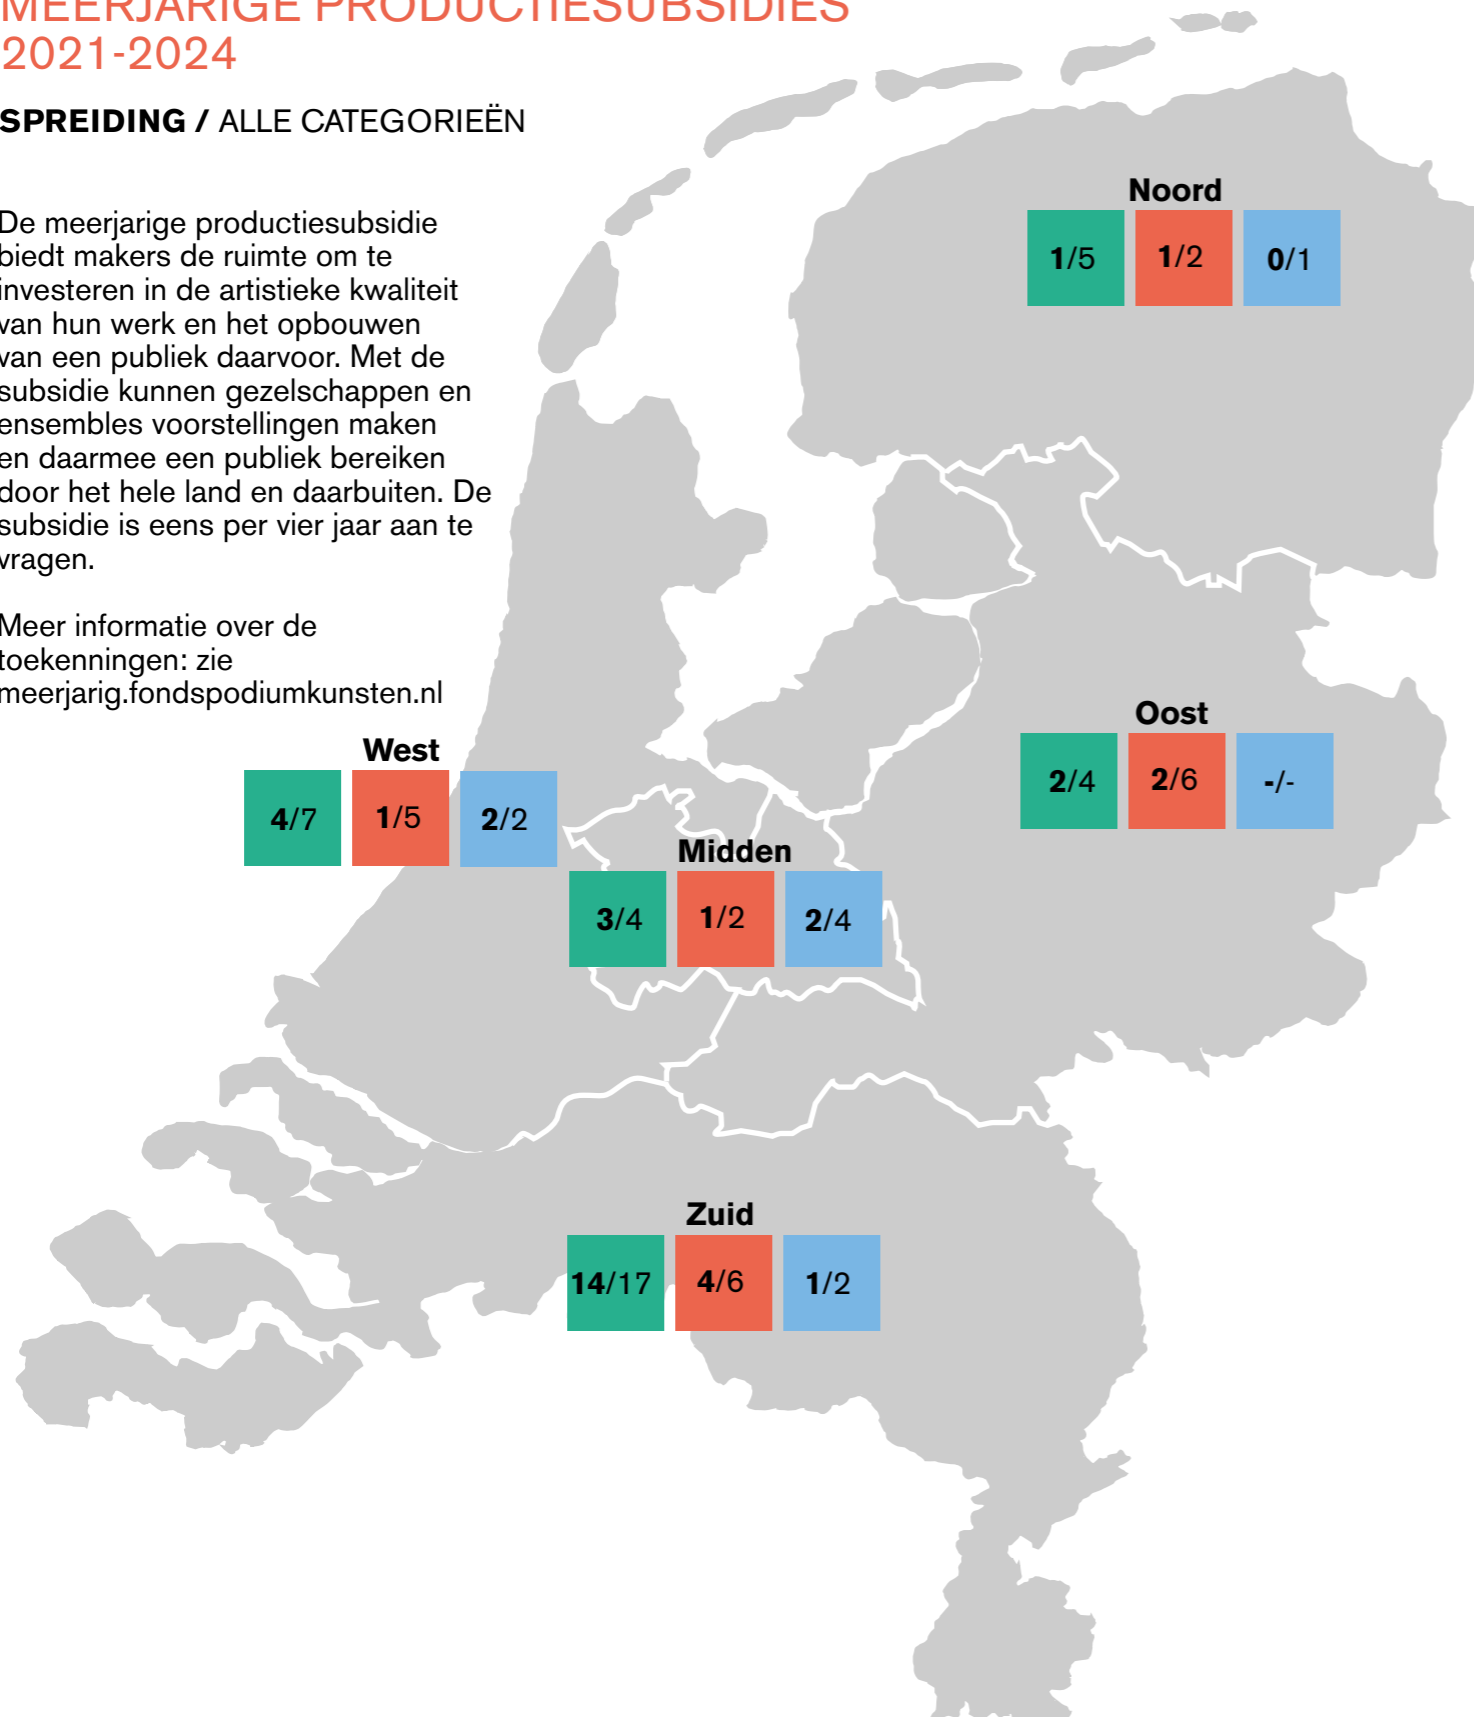 MEERJARIGE PRODUCTIESUBSIDIES
2021-2024
SPREIDING / ALLE CATEGORIEËN
De meerjarige productiesubsidie
biedt makers de ruimte om te
investeren in de artistieke kwaliteit
van hun werk en het opbouwen
van een publiek daarvoor. Met de
subsidie kunnen gezelschappen en
ensembles voorstellingen maken
en daarmee een publiek bereiken
door het hele land en daarbuiten. De
subsidie is eens per vier jaar aan te
vragen.
Meer informatie over de
toekenningen: zie
meerjarig.fondspodiumkunsten.nl
Noord
1/5 1/2 0/1
Oost
2/4 2/6 -/-
West
4/7 1/5 2/2
Midden
3/4 1/2 2/4
Zuid
14/17 4/6 1/2